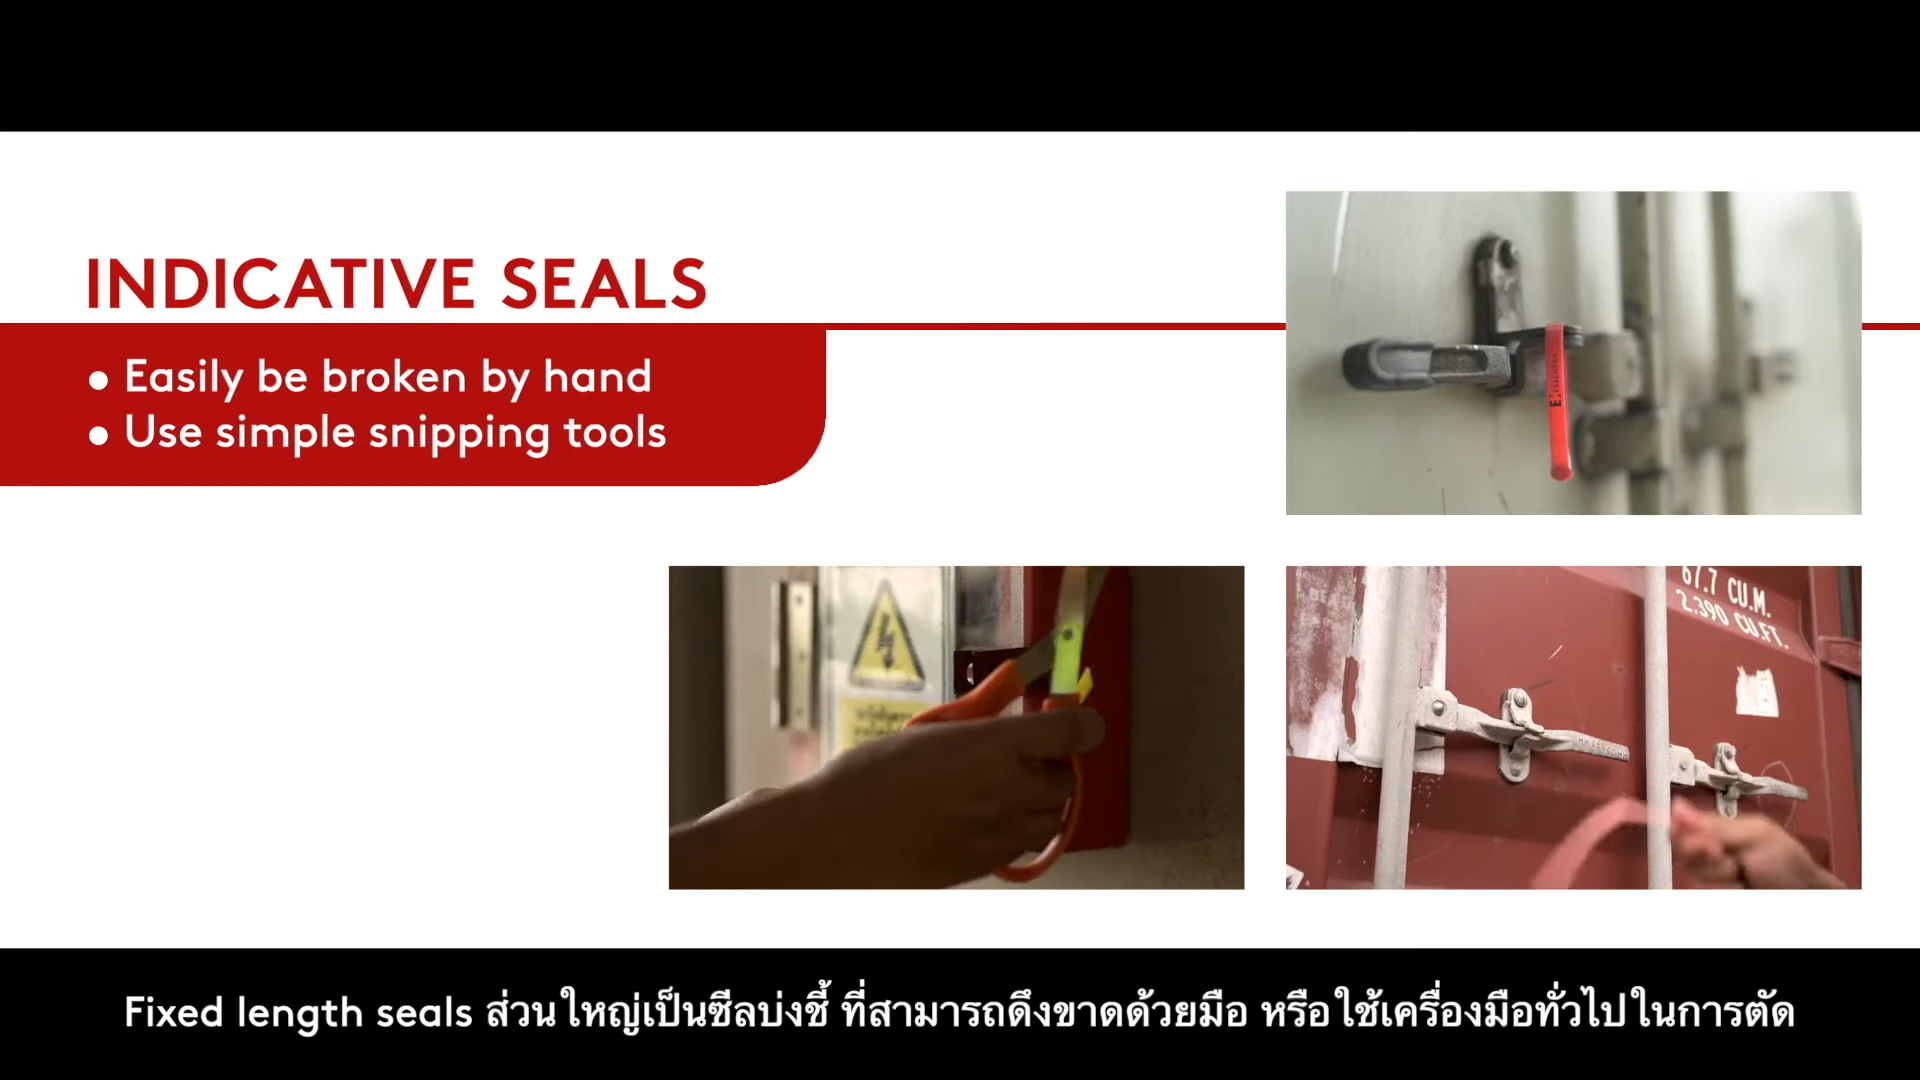 INDICATIVE SEALS
• Easily be broken by hand
• Use simple snipping tools
67.7 CU.M.
2.390 CU.FT.
Fixed length seals ส่วนใหญ่เป็นซีลบ่งชี้ ที่สามารถดึงขาดด้วยมือ หรือใช้เครื่องมือทั่วไปในการตัด